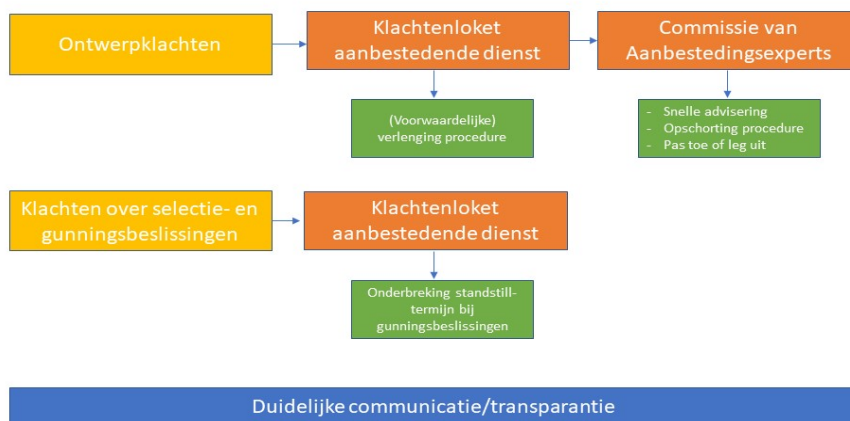 Ontwerpklachten
Klachtenloket
aanbestedende dienst
Commissie van
Aanbestedingsexperts
(Voorwaardelijke)
verlenging procedure
- Snelle advisering
- Opschorting procedure
- Pas toe of leg uit
Klachten over selectie- en
gunningsbeslissingen
Klachtenloket
aanbestedende dienst
Onderbreking standstill-
termijn bij
gunningsbeslissingen
Duidelijke communicatie/transparantie